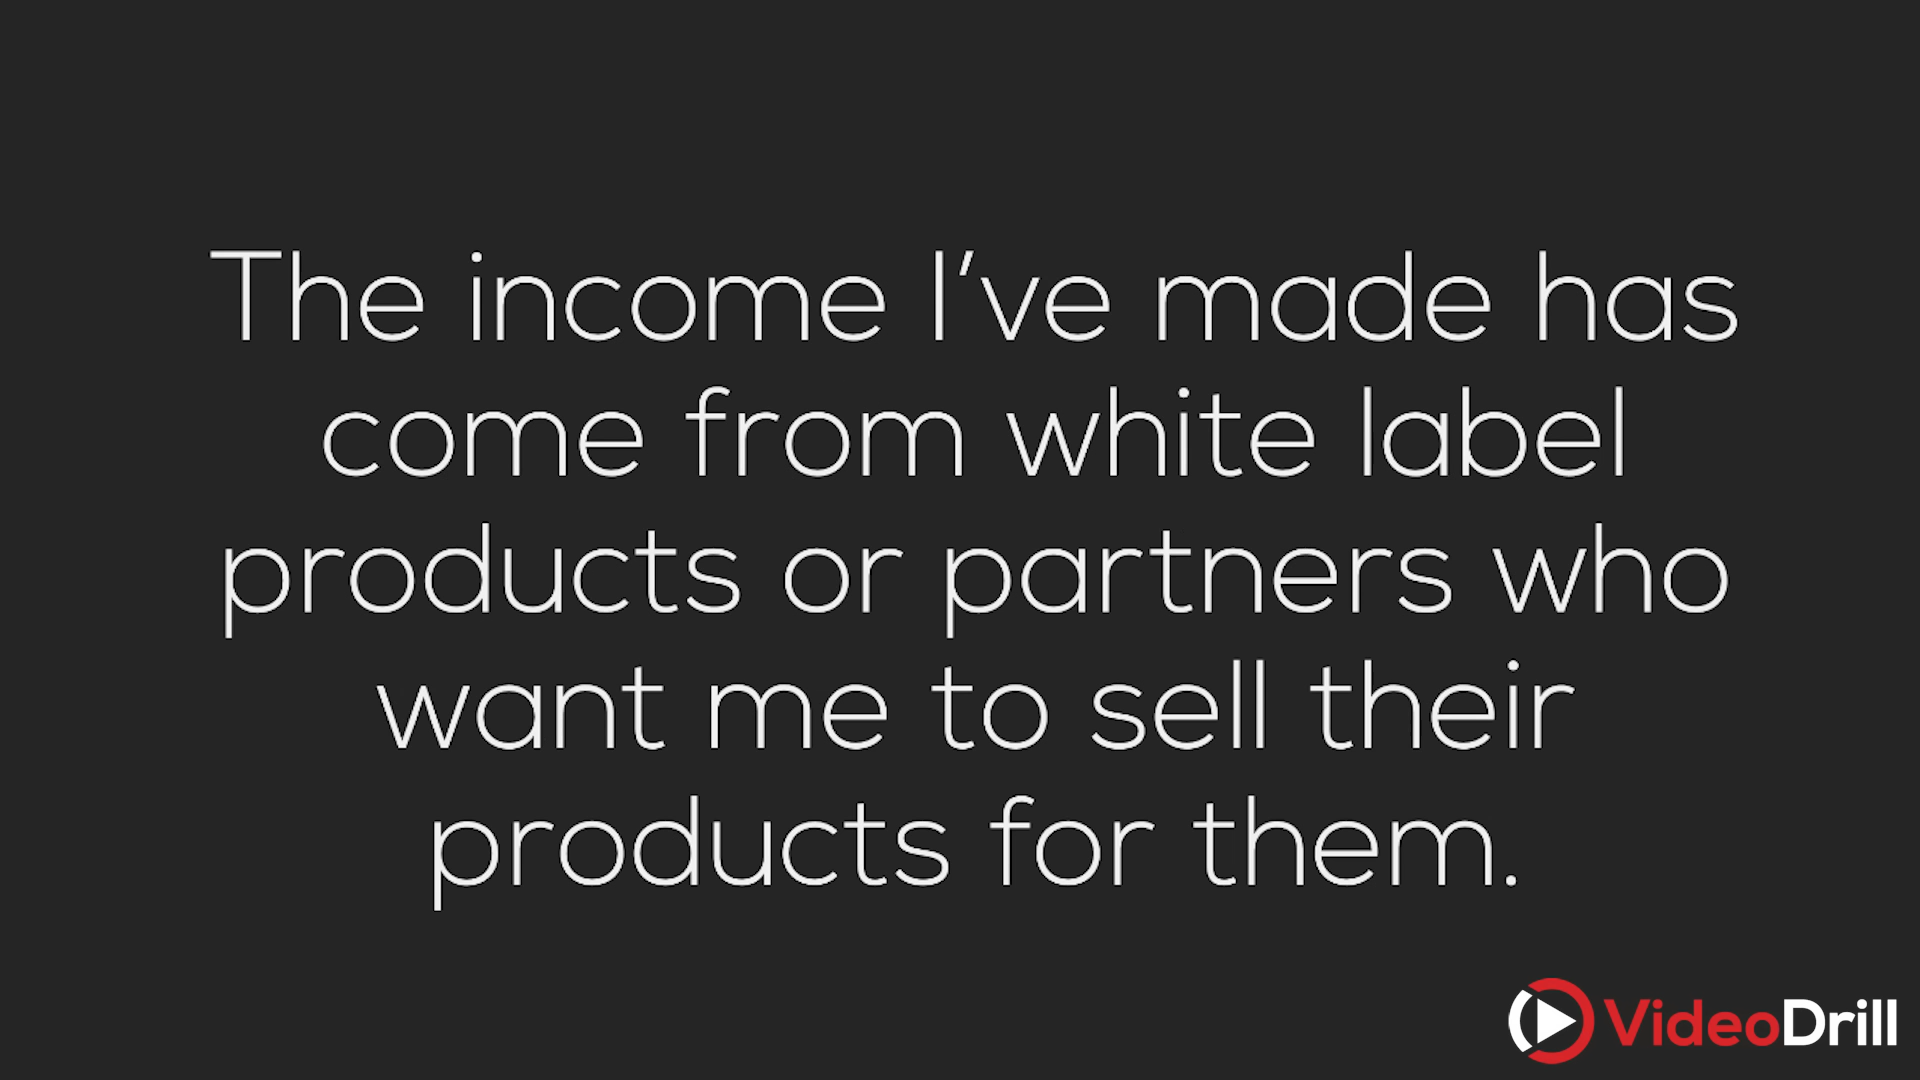 The income I've made has
come from white label
products or partners who
want me to sell their
products for them.
VideoDrill